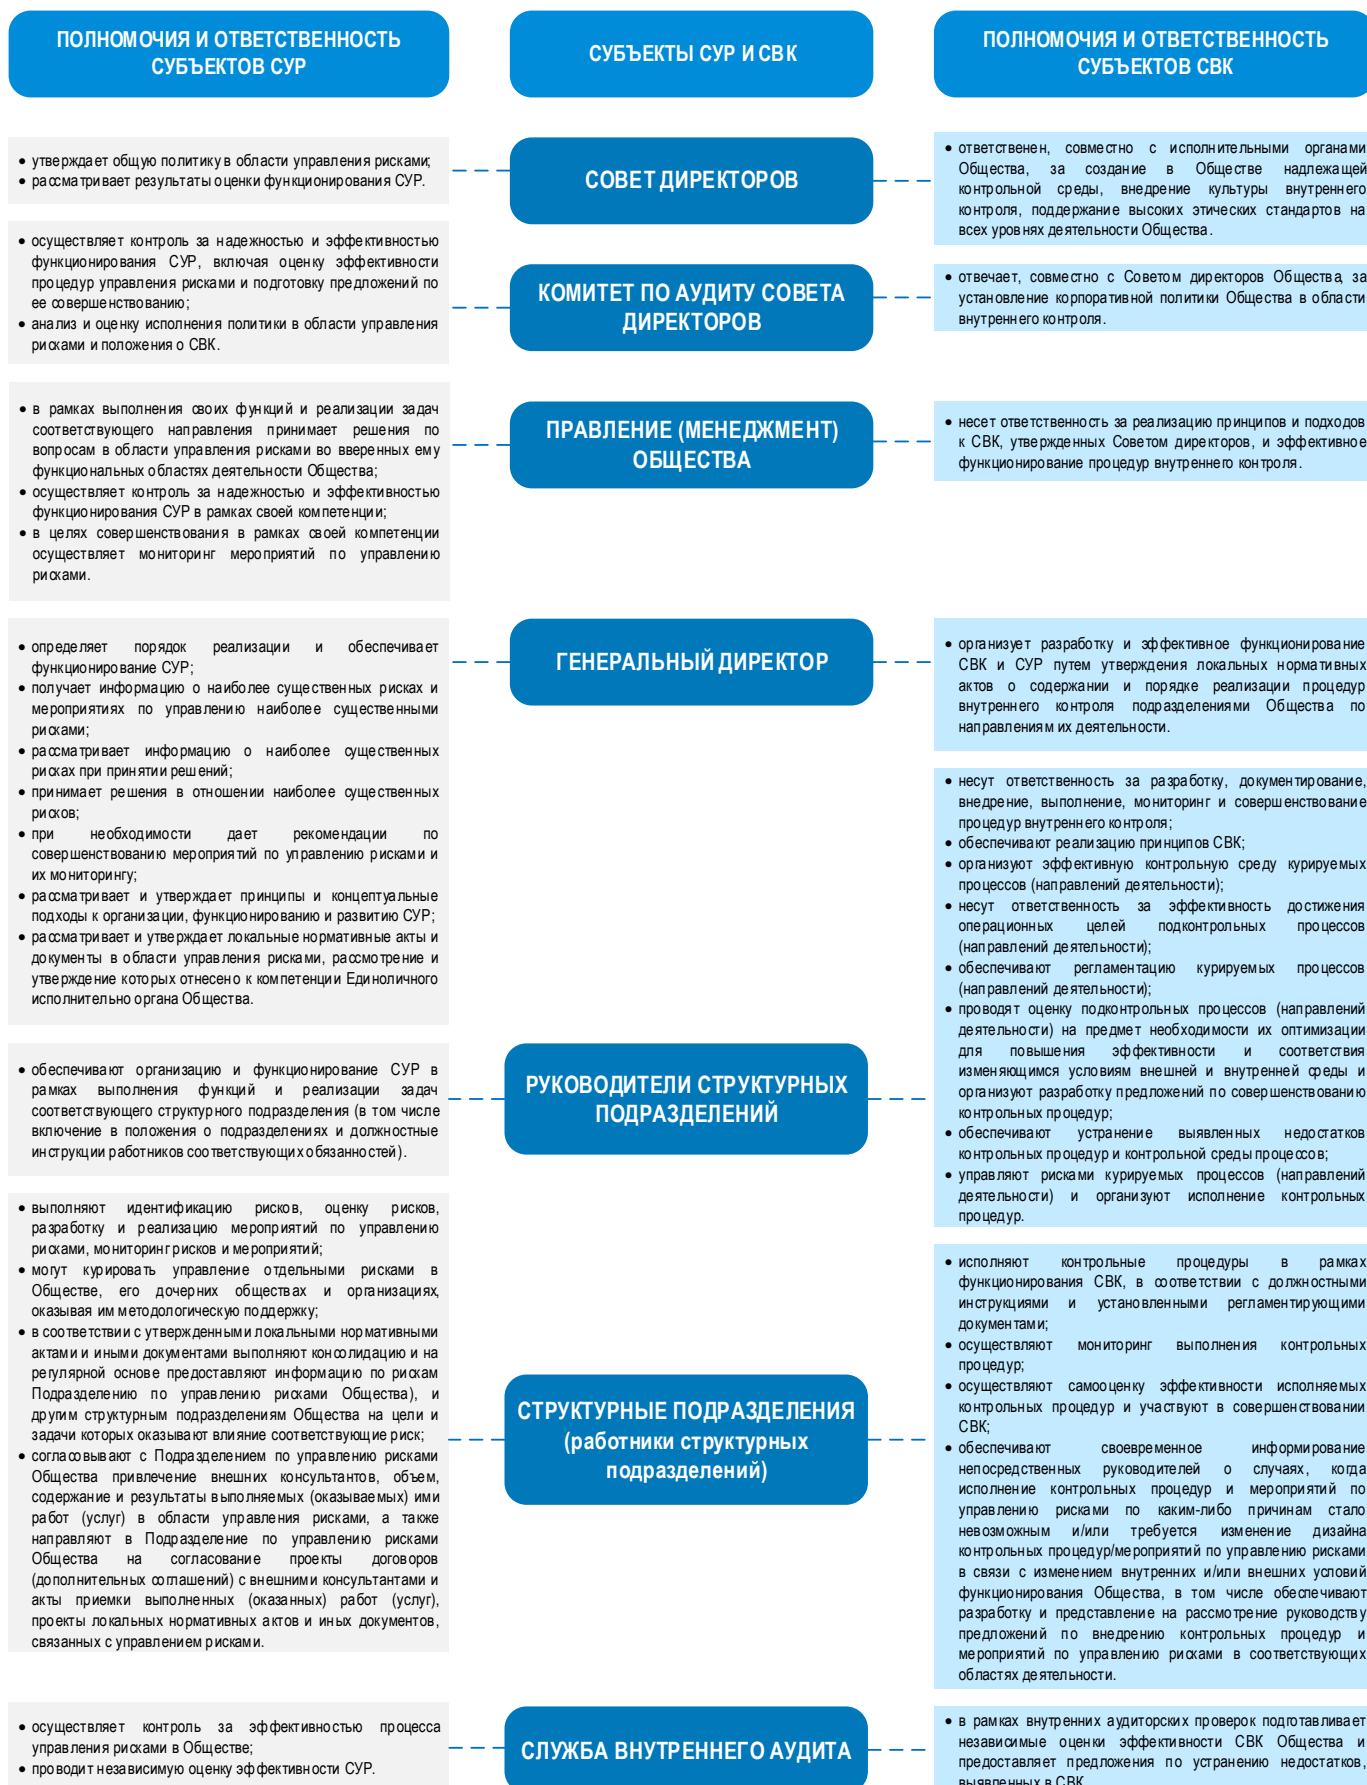 ПОЛНОМОЧИЯ И ОТВЕТСТВЕННОСТЬ
СУБЪЕКТОВ СУР
СУБЪЕКТЫ СУР И СВК
ПОЛНОМОЧИЯ И ОТВЕТСТВЕННОСТЬ
СУБЪЕКТОВ СВК
• утверждает общую политику в области управления рисками;
• рассматривает результаты оценки функционирования СУР.
СОВЕТ ДИРЕКТОРОВ
• ответственен, совместно с исполнительными органами
Общества, за создание в Обществе надлежащей
контрольной среды, внедрение культуры внутреннего
контроля, поддержание высоких этических стандартов на
всех уровнях деятельности Общества.
• осуществляет контроль за надежностью и эффективностью
функционирования СУР, включая оценку эффективности
процедур управления рисками и подготовку предложений по
ее совершенствованию;
• анализ и оценку исполнения политики в области управления
рисками и положения о СВК.
КОМИТЕТ ПО АУДИТУ СОВЕТА
ДИРЕКТОРОВ
• отвечает, совместно с Советом директоров Общества, за
установление корпоративной политики Общества в области
внутреннего контроля.
• в рамках выполнения своих функций и реализации задач
соответствующего направления принимает решения по
вопросам в области управления рисками во вверенных ему
функциональных областях деятельности Общества;
• осуществляет контроль за надежностью и эффективностью
функционирования СУР в рамках своей компетенции;
• в целях совершенствования в рамках своей компетенции
осуществляет мониторинг мероприятий по управлению
рисками.
ПРАВЛЕНИЕ (МЕНЕДЖМЕНТ)
ОБЩЕСТВА
• несет ответственность за реализацию принципов и подходов
к СВК, утвержденных Советом директоров, и эффективное
функционирование процедур внутреннего контроля.
• определяет порядок реализации и обеспечивает
функционирование СУР;
• получает информацию о наиболее существенных рисках и
мероприятиях по управлению наиболее существенными
рисками;
• рассматривает информацию о наиболее существенных
рисках при принятии решений;
• принимает решения в отношении наиболее существенных
рисков;
• при необходимости дает рекомендации по
совершенствованию мероприятий по управлению рисками и
их мониторингу;
• рассматривает и утверждает принципы и концептуальные
подходы к организации, функционированию и развитию СУР;
• рассматривает и утверждает локальные нормативные акты и
документы в области управления рисками, рассмотрение и
утверждение которых отнесено к компетенции Единоличного
исполнительно органа Общества.
ГЕНЕРАЛЬНЫЙ ДИРЕКТОР
• организует разработку и эффективное функционирование
СВК и СУР путем утверждения локальных нормативных
актов о содержании и порядке реализации процедур
внутреннего контроля подразделениями Общества по
направлениям их деятельности.
• обеспечивают организацию и функционирование СУР в
рамках выполнения функций и реализации задач
соответствующего структурного подразделения (в том числе
включение в положения о подразделениях и должностные
инструкции работников соответствующих обязанностей).
РУКОВОДИТЕЛИ СТРУКТУРНЫХ
ПОДРАЗДЕЛЕНИЙ
• несут ответственность за разработку, документирование,
внедрение, выполнение, мониторинг и совершенствование
процедур внутреннего контроля;
• обеспечивают реализацию принципов СВК;
• организуют эффективную контрольную среду курируемых
процессов (направлений деятельности);
• несут ответственность за эффективность достижения
операционных целей подконтрольных процессов
(направлений деятельности);
• обеспечивают регламентацию курируемых процессов
(направлений деятельности);
• проводят оценку подконтрольных процессов (направлений
деятельности) на предмет необходимости их оптимизации
для повышения эффективности и соответствия
изменяющимся условиям внешней и внутренней среды и
организуют разработку предложений по совершенствованию
контрольных процедур;
• обеспечивают устранение выявленных недостатков
контрольных процедур и контрольной среды процессов;
• управляют рисками курируемых процессов (направлений
деятельности) и организуют исполнение контрольных
процедур.
• выполняют идентификацию рисков, оценку рисков,
разработку и реализацию мероприятий по управлению
рисками, мониторинг рисков и мероприятий;
• могут курировать управление отдельными рисками в
Обществе, его дочерних обществах и организациях,
оказывая им методологическую поддержку;
• в соответствии с утвержденными локальными нормативными
актами и иными документами выполняют консолидацию и на
регулярной основе предоставляют информацию по рискам
Подразделению по управлению рисками Общества), и
другим структурным подразделениям Общества на цели и
задачи которых оказывают влияние соответствующие риск;
• согласовывают с Подразделением по управлению рисками
Общества привлечение внешних консультантов, объем,
содержание и результаты выполняемых (оказываемых) ими
работ (услуг) в области управления рисками, а также
направляют в Подразделение по управлению рисками
Общества на согласование проекты договоров
(дополнительных соглашений) с внешними консультантами и
акты приемки выполненных (оказанных) работ (услуг),
проекты локальных нормативных актов и иных документов,
связанных с управлением рисками.
СТРУКТУРНЫЕ ПОДРАЗДЕЛЕНИЯ
(работники структурных
подразделений)
• исполняют контрольные процедуры в рамках
функционирования СВК, в соответствии с должностными
инструкциями и установленными регламентирующими
документами;
• осуществляют мониторинг выполнения контрольных
процедур;
• осуществляют самооценку эффективности исполняемых
контрольных процедур и участвуют в совершенствовании
СВК;
• обеспечивают своевременное информирование
непосредственных руководителей о случаях, когда
исполнение контрольных процедур и мероприятий по
управлению рисками по каким-либо причинам стало
невозможным и/или требуется изменение дизайна
контрольных процедур/мероприятий по управлению рисками
в связи с изменением внутренних и/или внешних условий
функционирования Общества, в том числе обеспечивают
разработку и представление на рассмотрение руководству
предложений по внедрению контрольных процедур и
мероприятий по управлению рисками в соответствующих
областях деятельности.
• осуществляет контроль за эффективностью процесса
управления рисками в Обществе;
• проводит независимую оценку эффективности СУР.
СЛУЖБА ВНУТРЕННЕГО АУДИТА
• в рамках внутренних аудиторских проверок подготавливает
независимые оценки эффективности СВК Общества и
предоставляет предложения по устранению недостатков,
выявленных в СВК